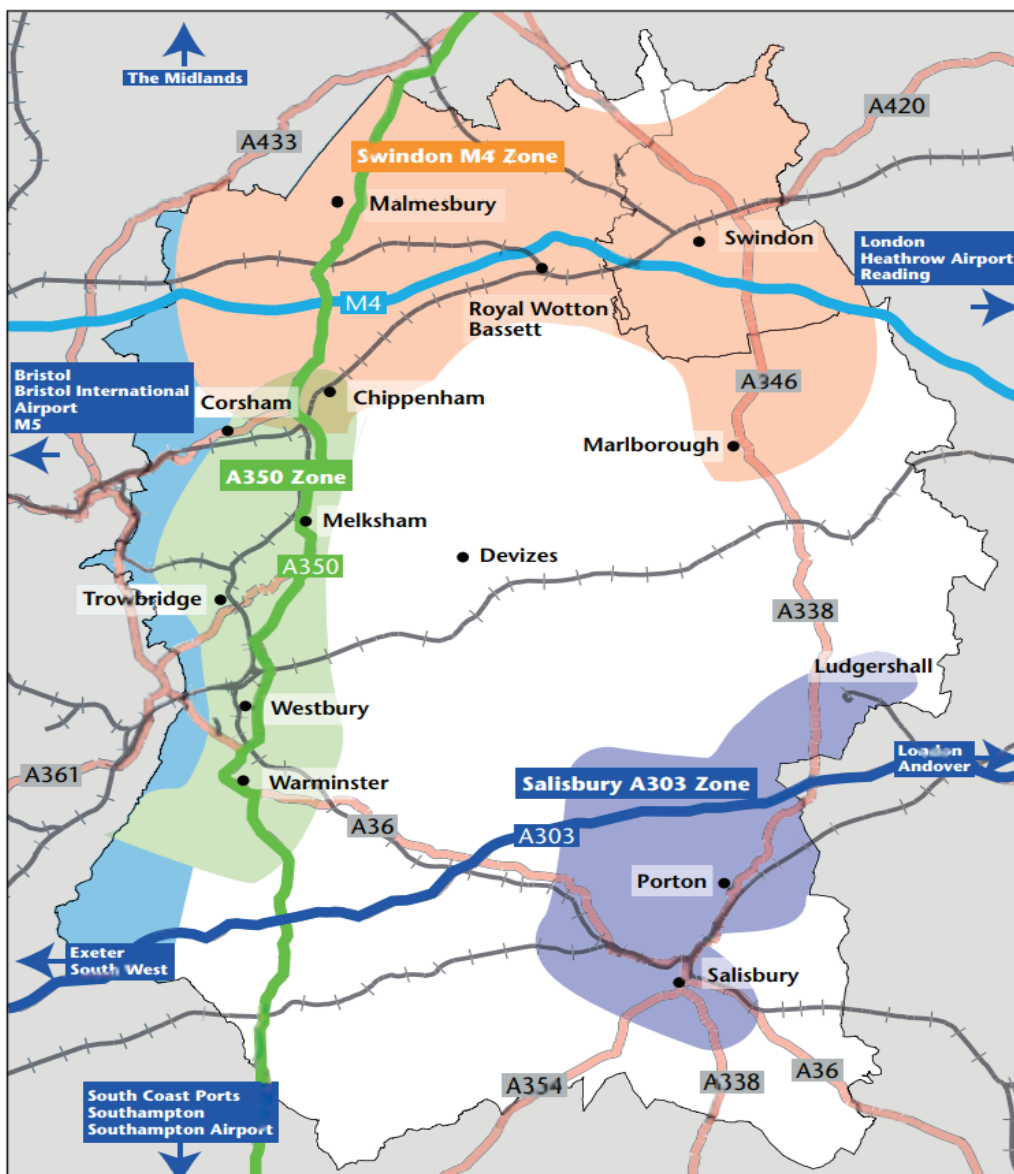 The Midlands
A420
A433
Swindon M4 Zone
Malmesbury
Swindon
London
Heathrow Airport
Reading
M4
Royal Wotton
Bassett
Bristol
Bristol International
Airport
M5
Corsham
Chippenham
A346
Marlborough
A350 Zone
Melksham
Devizes
A350
Trowbridge
A338
Ludgershall
Westbury
London
Andover
A361
Warminster
Salisbury A303 Zone
A36
A303
Porton
Exeter
South West
Salisbury
A354
A338
A36
South Coast Ports
Southampton
Southampton Airport